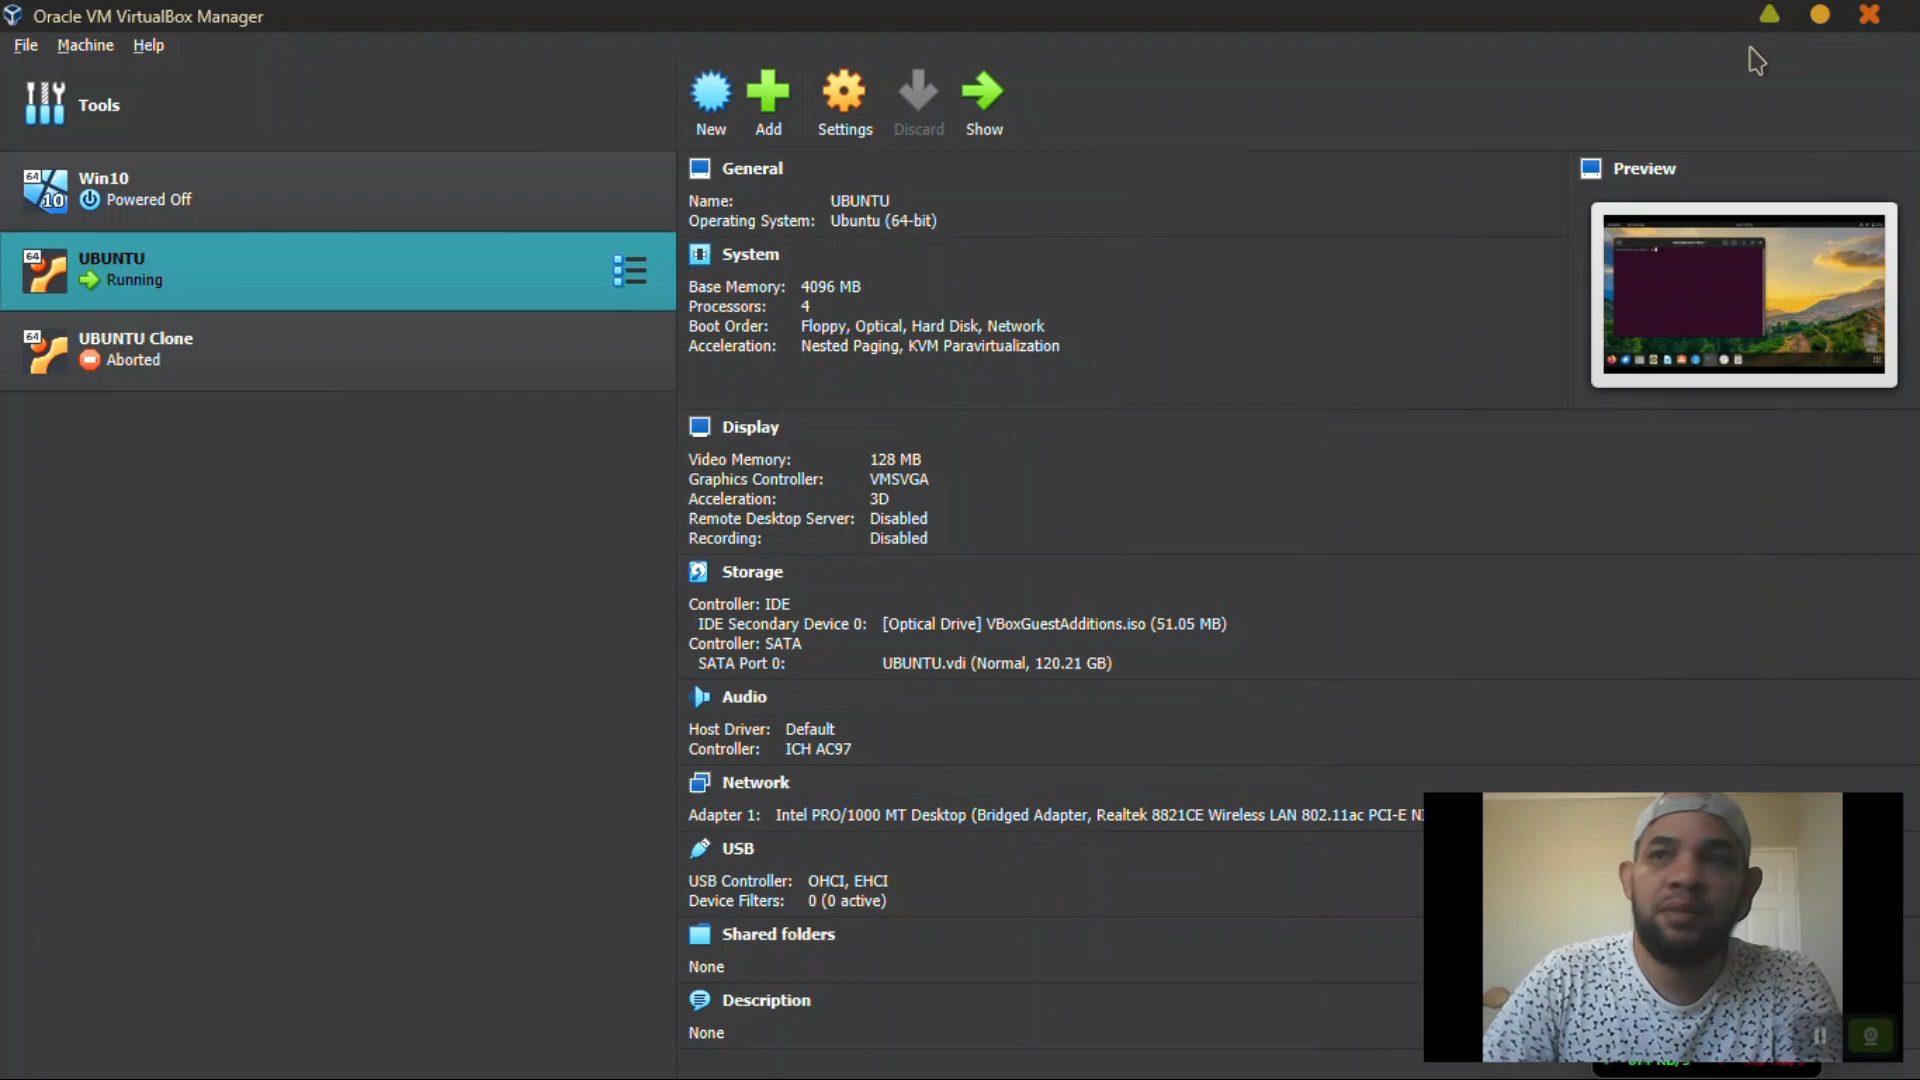 Oracle VM VirtualBox Manager
File Machine Help
Tools
New Add Settings Discard Show
64 10 Win10
Powered Off
64 UBUNTU
Running
64 UBUNTU Clone
Aborted
General
Name: UBUNTU
Operating System: Ubuntu (64-bit)
Preview
System
Base Memory: 4096 MB
Processors: 4
Boot Order: Floppy, Optical, Hard Disk, Network
Acceleration: Nested Paging, KVM Paravirtualization
Display
Video Memory: 128 MB
Graphics Controller: VMSVGA
Acceleration: 3D
Remote Desktop Server: Disabled
Recording: Disabled
Storage
Controller: IDE
IDE Secondary Device 0: [Optical Drive] VBoxGuestAdditions.iso (51.05 MB)
Controller: SATA
SATA Port 0: UBUNTU.vdi (Normal, 120.21 GB)
Audio
Host Driver: Default
Controller: ICH AC97
Network
Adapter 1: Intel PRO/1000 MT Desktop (Bridged Adapter, Realtek 8821CE Wireless LAN 802.11ac PCI-E
USB
USB Controller: OHCI, EHCI
Device Filters: 0 (0 active)
Shared folders
None
Description
None